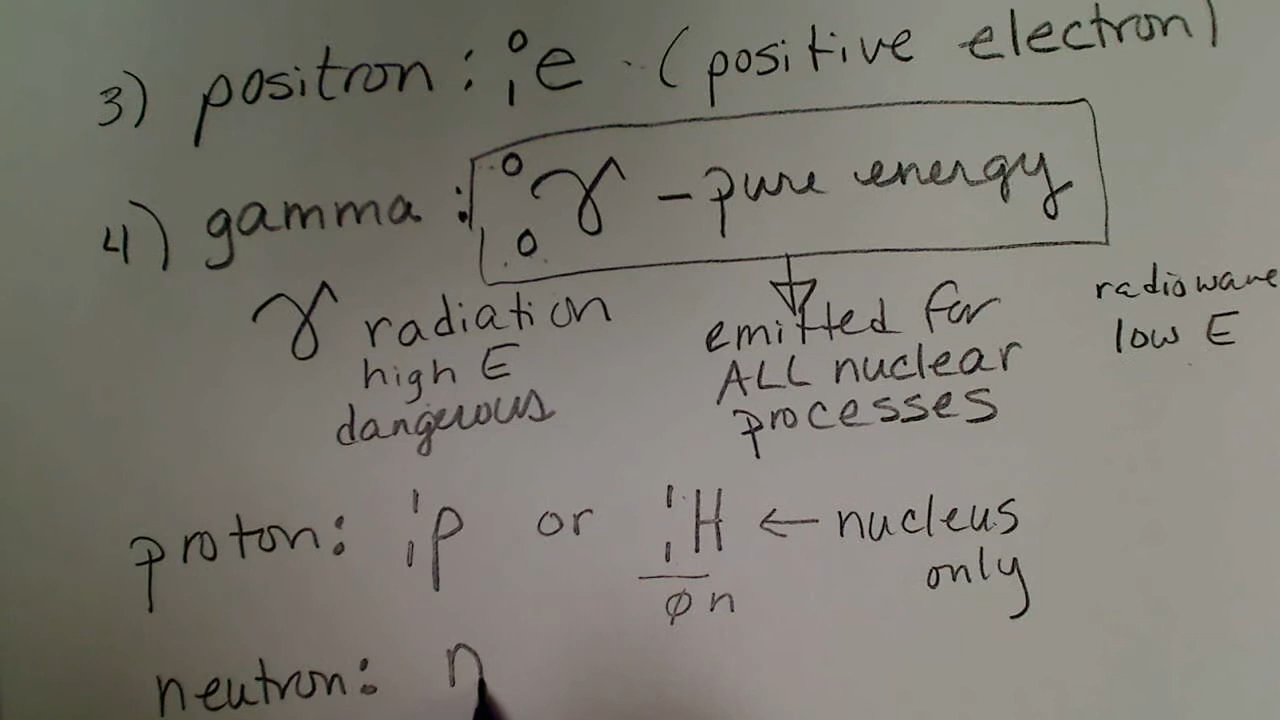 3) positron: ⁰₁e (positive electron)
4) gamma: ⁰₀γ - pure energy
γ radiation
high E
dangerous
emitted for
ALL nuclear
processes
radiowave
low E
proton: ¹₁p or ¹₁H ← nucleus
only
∅ n
neutron: n